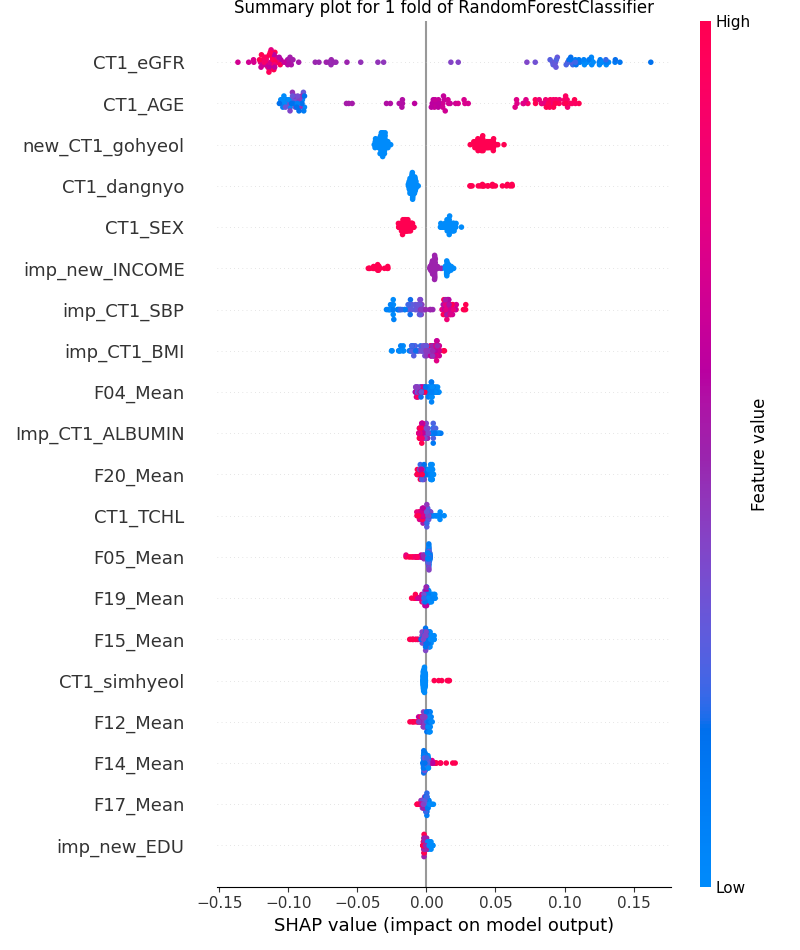 Summary plot for 1 fold of RandomForestClassifier
High
CT1_eGFR
CT1_AGE
new_CT1_gohyeol
CT1_dangnyo
CT1_SEX
imp_new_INCOME
imp_CT1_SBP
imp_CT1_BMI
F04_Mean
Imp_CT1_ALBUMIN
F20_Mean
CT1_TCHL
F05_Mean
F19_Mean
F15_Mean
CT1_simhyeol
F12_Mean
F14_Mean
F17_Mean
imp_new_EDU
Feature value
Low
−0.15 −0.10 −0.05 0.00 0.05 0.10 0.15
SHAP value (impact on model output)